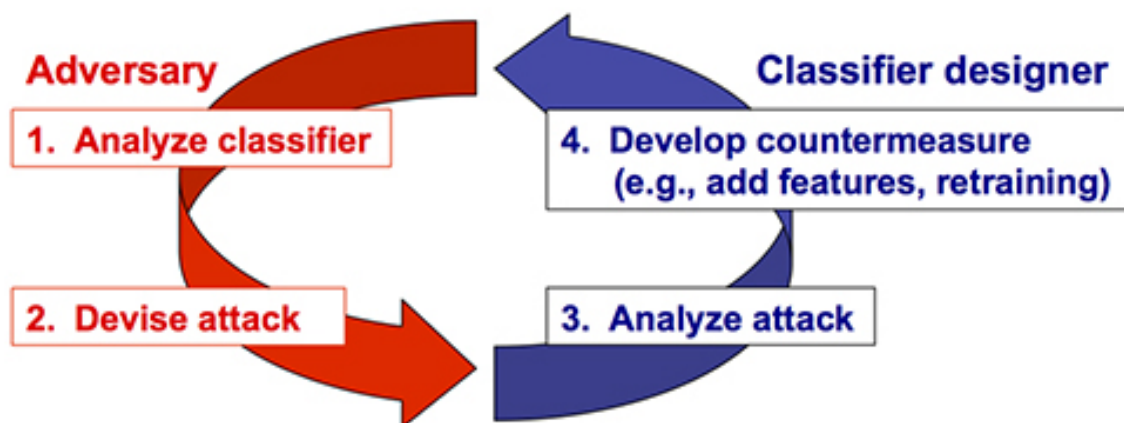 Adversary
1. Analyze classifier
2. Devise attack
Classifier designer
4. Develop countermeasure
(e.g., add features, retraining)
3. Analyze attack